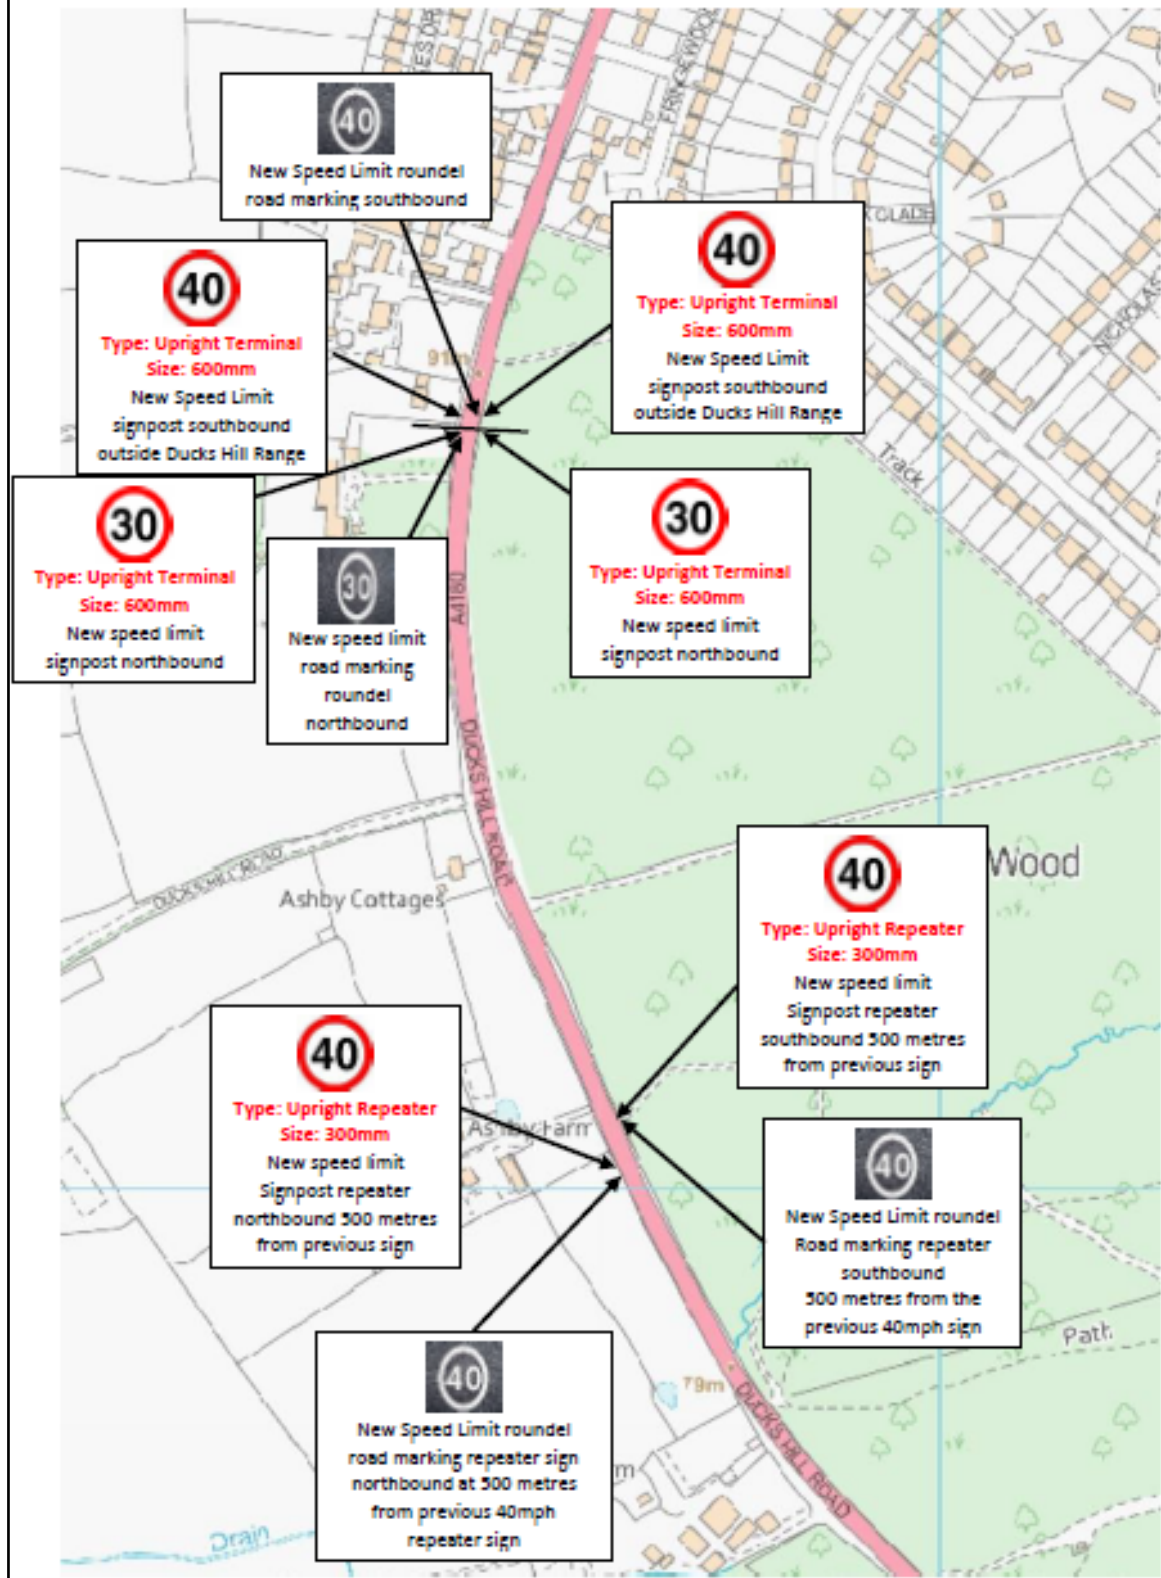 40
New Speed Limit roundel
road marking southbound
40
Type: Upright Terminal
Size: 600mm
New Speed Limit
signpost southbound
outside Ducks Hill Range
40
Type: Upright Terminal
Size: 600mm
New Speed Limit
signpost southbound
outside Ducks Hill Range
30
Type: Upright Terminal
Size: 600mm
New speed limit
signpost northbound
30
New speed limit
road marking
roundel
northbound
30
Type: Upright Terminal
Size: 600mm
New speed limit
signpost northbound
FRINGEWOOD
GLADE
NICHOLAS
Track
91m
A4180
DUCKS HILL ROAD
DUCKS HILL ROAD
Ashby Cottages
Wood
40
Type: Upright Repeater
Size: 300mm
New speed limit
Signpost repeater
southbound 500 metres
from previous sign
40
Type: Upright Repeater
Size: 300mm
New speed limit
Signpost repeater
northbound 500 metres
from previous sign
Ashby Farm
40
New Speed Limit roundel
Road marking repeater
southbound
500 metres from the
previous 40mph sign
40
New Speed Limit roundel
road marking repeater sign
northbound at 500 metres
from previous 40mph
repeater sign
Path
79m
DUCKS HILL ROAD
Drain